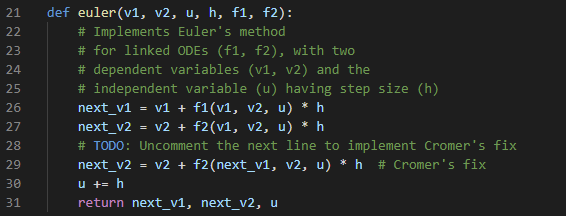 21 def euler(v1, v2, u, h, f1, f2):
22     # Implements Euler's method
23     # for linked ODEs (f1, f2), with two
24     # dependent variables (v1, v2) and the
25     # independent variable (u) having step size (h)
26     next_v1 = v1 + f1(v1, v2, u) * h
27     next_v2 = v2 + f2(v1, v2, u) * h
28     # TODO: Uncomment the next line to implement Cromer's fix
29     next_v2 = v2 + f2(next_v1, v2, u) * h  # Cromer's fix
30     u += h
31     return next_v1, next_v2, u